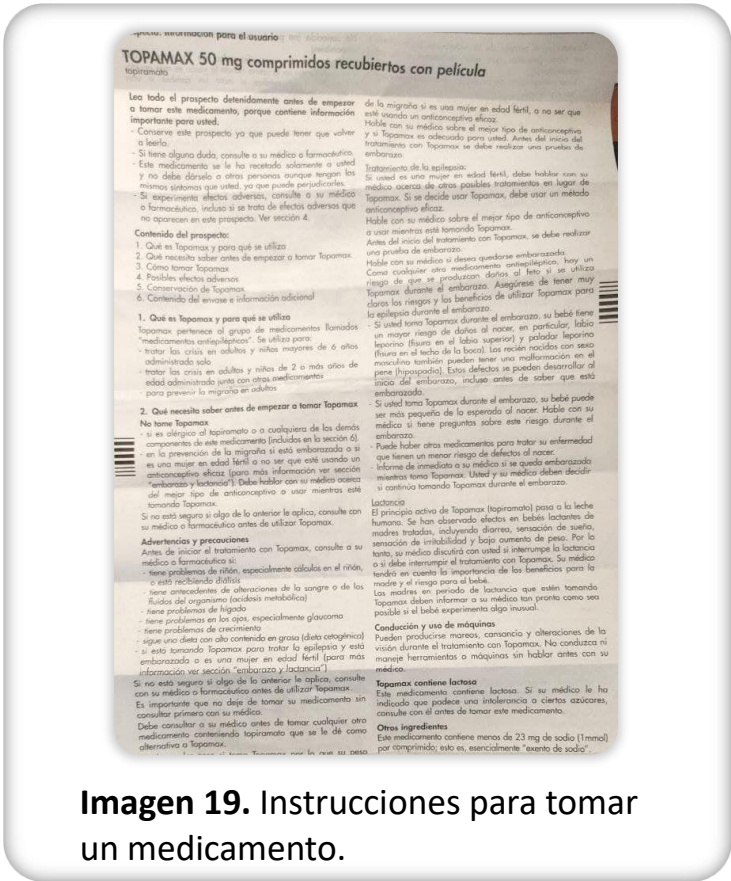 información para el usuario
TOPAMAX 50 mg comprimidos recubiertos con película
topiramato
Lea todo el prospecto detenidamente antes de empezar
a tomar este medicamento, porque contiene información
importante para usted.
- Conserve este prospecto ya que puede tener que volver
a leerlo.
- Si tiene alguna duda, consulte a su médico o farmacéutico.
- Este medicamento se le ha recetado solamente a usted
y no debe dárselo a otras personas aunque tengan los
mismos síntomas que usted, ya que puede perjudicarles.
- Si experimenta efectos adversos, consulte a su médico
o farmacéutico, incluso si se trata de efectos adversos que
no aparecen en este prospecto. Ver sección 4.
Contenido del prospecto:
1. Qué es Topamax y para qué se utiliza
2. Qué necesita saber antes de empezar a tomar Topamax
3. Cómo tomar Topamax
4. Posibles efectos adversos
5. Conservación de Topamax
6. Contenido del envase e información adicional
1. Qué es Topamax y para qué se utiliza
Topamax pertenece al grupo de medicamentos llamados
"medicamentos antiepilépticos". Se utiliza para:
- tratar las crisis en adultos y niños mayores de 6 años
administrado solo
- tratar las crisis en adultos y niños de 2 o más años de
edad administrado junto con otros medicamentos
- para prevenir la migraña en adultos
2. Qué necesita saber antes de empezar a tomar Topamax
No tome Topamax
- si es alérgico al topiramato o a cualquiera de los demás
componentes de este medicamento (incluidos en la sección 6).
- en la prevención de la migraña si está embarazada o si
es una mujer en edad fértil a no ser que esté usando un
anticonceptivo eficaz (para más información ver sección
"embarazo y lactancia"). Debe hablar con su médico acerca
del mejor tipo de anticonceptivo a usar mientras esté
tomando Topamax.
Si no está seguro si algo de lo anterior le aplica, consulte con
su médico o farmacéutico antes de utilizar Topamax.
Advertencias y precauciones
Antes de iniciar el tratamiento con Topamax, consulte a su
médico o farmacéutico si:
- tiene problemas de riñón, especialmente cálculos en el riñón,
o está recibiendo diálisis
- tiene antecedentes de alteraciones de la sangre o de los
fluidos del organismo (acidosis metabólica)
- tiene problemas de hígado
- tiene problemas en los ojos, especialmente glaucoma
- tiene problemas de crecimiento
- sigue una dieta con alto contenido en grasa (dieta cetogénica)
- si está tomando Topamax para tratar la epilepsia y está
embarazada o es una mujer en edad fértil (para más
información ver sección "embarazo y lactancia")
Si no está seguro si algo de lo anterior le aplica, consulte
con su médico o farmacéutico antes de utilizar Topamax.
Es importante que no deje de tomar su medicamento sin
consultar primero con su médico.
Debe consultar a su médico antes de tomar cualquier otro
medicamento conteniendo topiramato que se le dé como
alternativa a Topamax.
si toma Topamax por lo que su peso
de la migraña si es una mujer en edad fértil, a no ser que
esté usando un anticonceptivo eficaz.
Hable con su médico sobre el mejor tipo de anticonceptivo
y si Topamax es adecuado para usted. Antes del inicio del
tratamiento con Topamax se debe realizar una prueba de
embarazo.
Tratamiento de la epilepsia:
Si usted es una mujer en edad fértil, debe hablar con su
médico acerca de otros posibles tratamientos en lugar de
Topamax. Si se decide usar Topamax, debe usar un método
anticonceptivo eficaz.
Hable con su médico sobre el mejor tipo de anticonceptivo
a usar mientras esté tomando Topamax.
Antes del inicio del tratamiento con Topamax, se debe realizar
una prueba de embarazo.
Hable con su médico si desea quedarse embarazada.
Como cualquier otro medicamento antiepiléptico, hay un
riesgo de que se produzcan daños al feto si se utiliza
Topamax durante el embarazo. Asegúrese de tener muy
claros los riesgos y los beneficios de utilizar Topamax para
la epilepsia durante el embarazo.
- Si usted toma Topamax durante el embarazo, su bebé tiene
un mayor riesgo de daños al nacer, en particular, labio
leporino (fisura en el labio superior) y paladar leporino
(fisura en el techo de la boca). Los recién nacidos con sexo
masculino también pueden tener una malformación en el
pene (hipospadia). Estos defectos se pueden desarrollar al
inicio del embarazo, incluso antes de saber que está
embarazada.
- Si usted toma Topamax durante el embarazo, su bebé puede
ser más pequeño de lo esperado al nacer. Hable con su
médico si tiene preguntas sobre este riesgo durante el
embarazo.
- Puede haber otros medicamentos para tratar su enfermedad
que tienen un menor riesgo de defectos al nacer.
- Informe de inmediato a su médico si se queda embarazada
mientras toma Topamax. Usted y su médico deben decidir
si continúa tomando Topamax durante el embarazo.
Lactancia
El principio activo de Topamax (topiramato) pasa a la leche
humana. Se han observado efectos en bebés lactantes de
madres tratadas, incluyendo diarrea, sensación de sueño,
sensación de irritabilidad y bajo aumento de peso. Por lo
tanto, su médico discutirá con usted si interrumpe la lactancia
o si debe interrumpir el tratamiento con Topamax. Su médico
tendrá en cuenta la importancia de los beneficios para la
madre y el riesgo para el bebé.
Las madres en periodo de lactancia que estén tomando
Topamax deben informar a su médico tan pronto como sea
posible si el bebé experimenta algo inusual.
Conducción y uso de máquinas
Pueden producirse mareos, cansancio y alteraciones de la
visión durante el tratamiento con Topamax. No conduzca ni
maneje herramientas o máquinas sin hablar antes con su
médico.
Topamax contiene lactosa
Este medicamento contiene lactosa. Si su médico le ha
indicado que padece una intolerancia a ciertos azúcares,
consulte con él antes de tomar este medicamento.
Otros ingredientes
Este medicamento contiene menos de 23 mg de sodio (1mmol)
por comprimido; esto es, esencialmente "exento de sodio".
Imagen 19. Instrucciones para tomar
un medicamento.